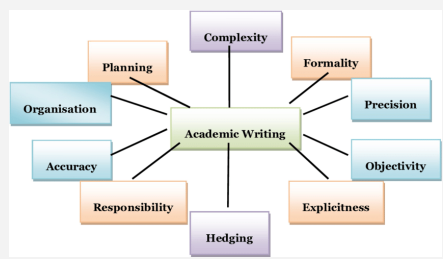 Complexity
Planning
Formality
Organisation
Precision
Academic Writing
Accuracy
Objectivity
Responsibility
Explicitness
Hedging